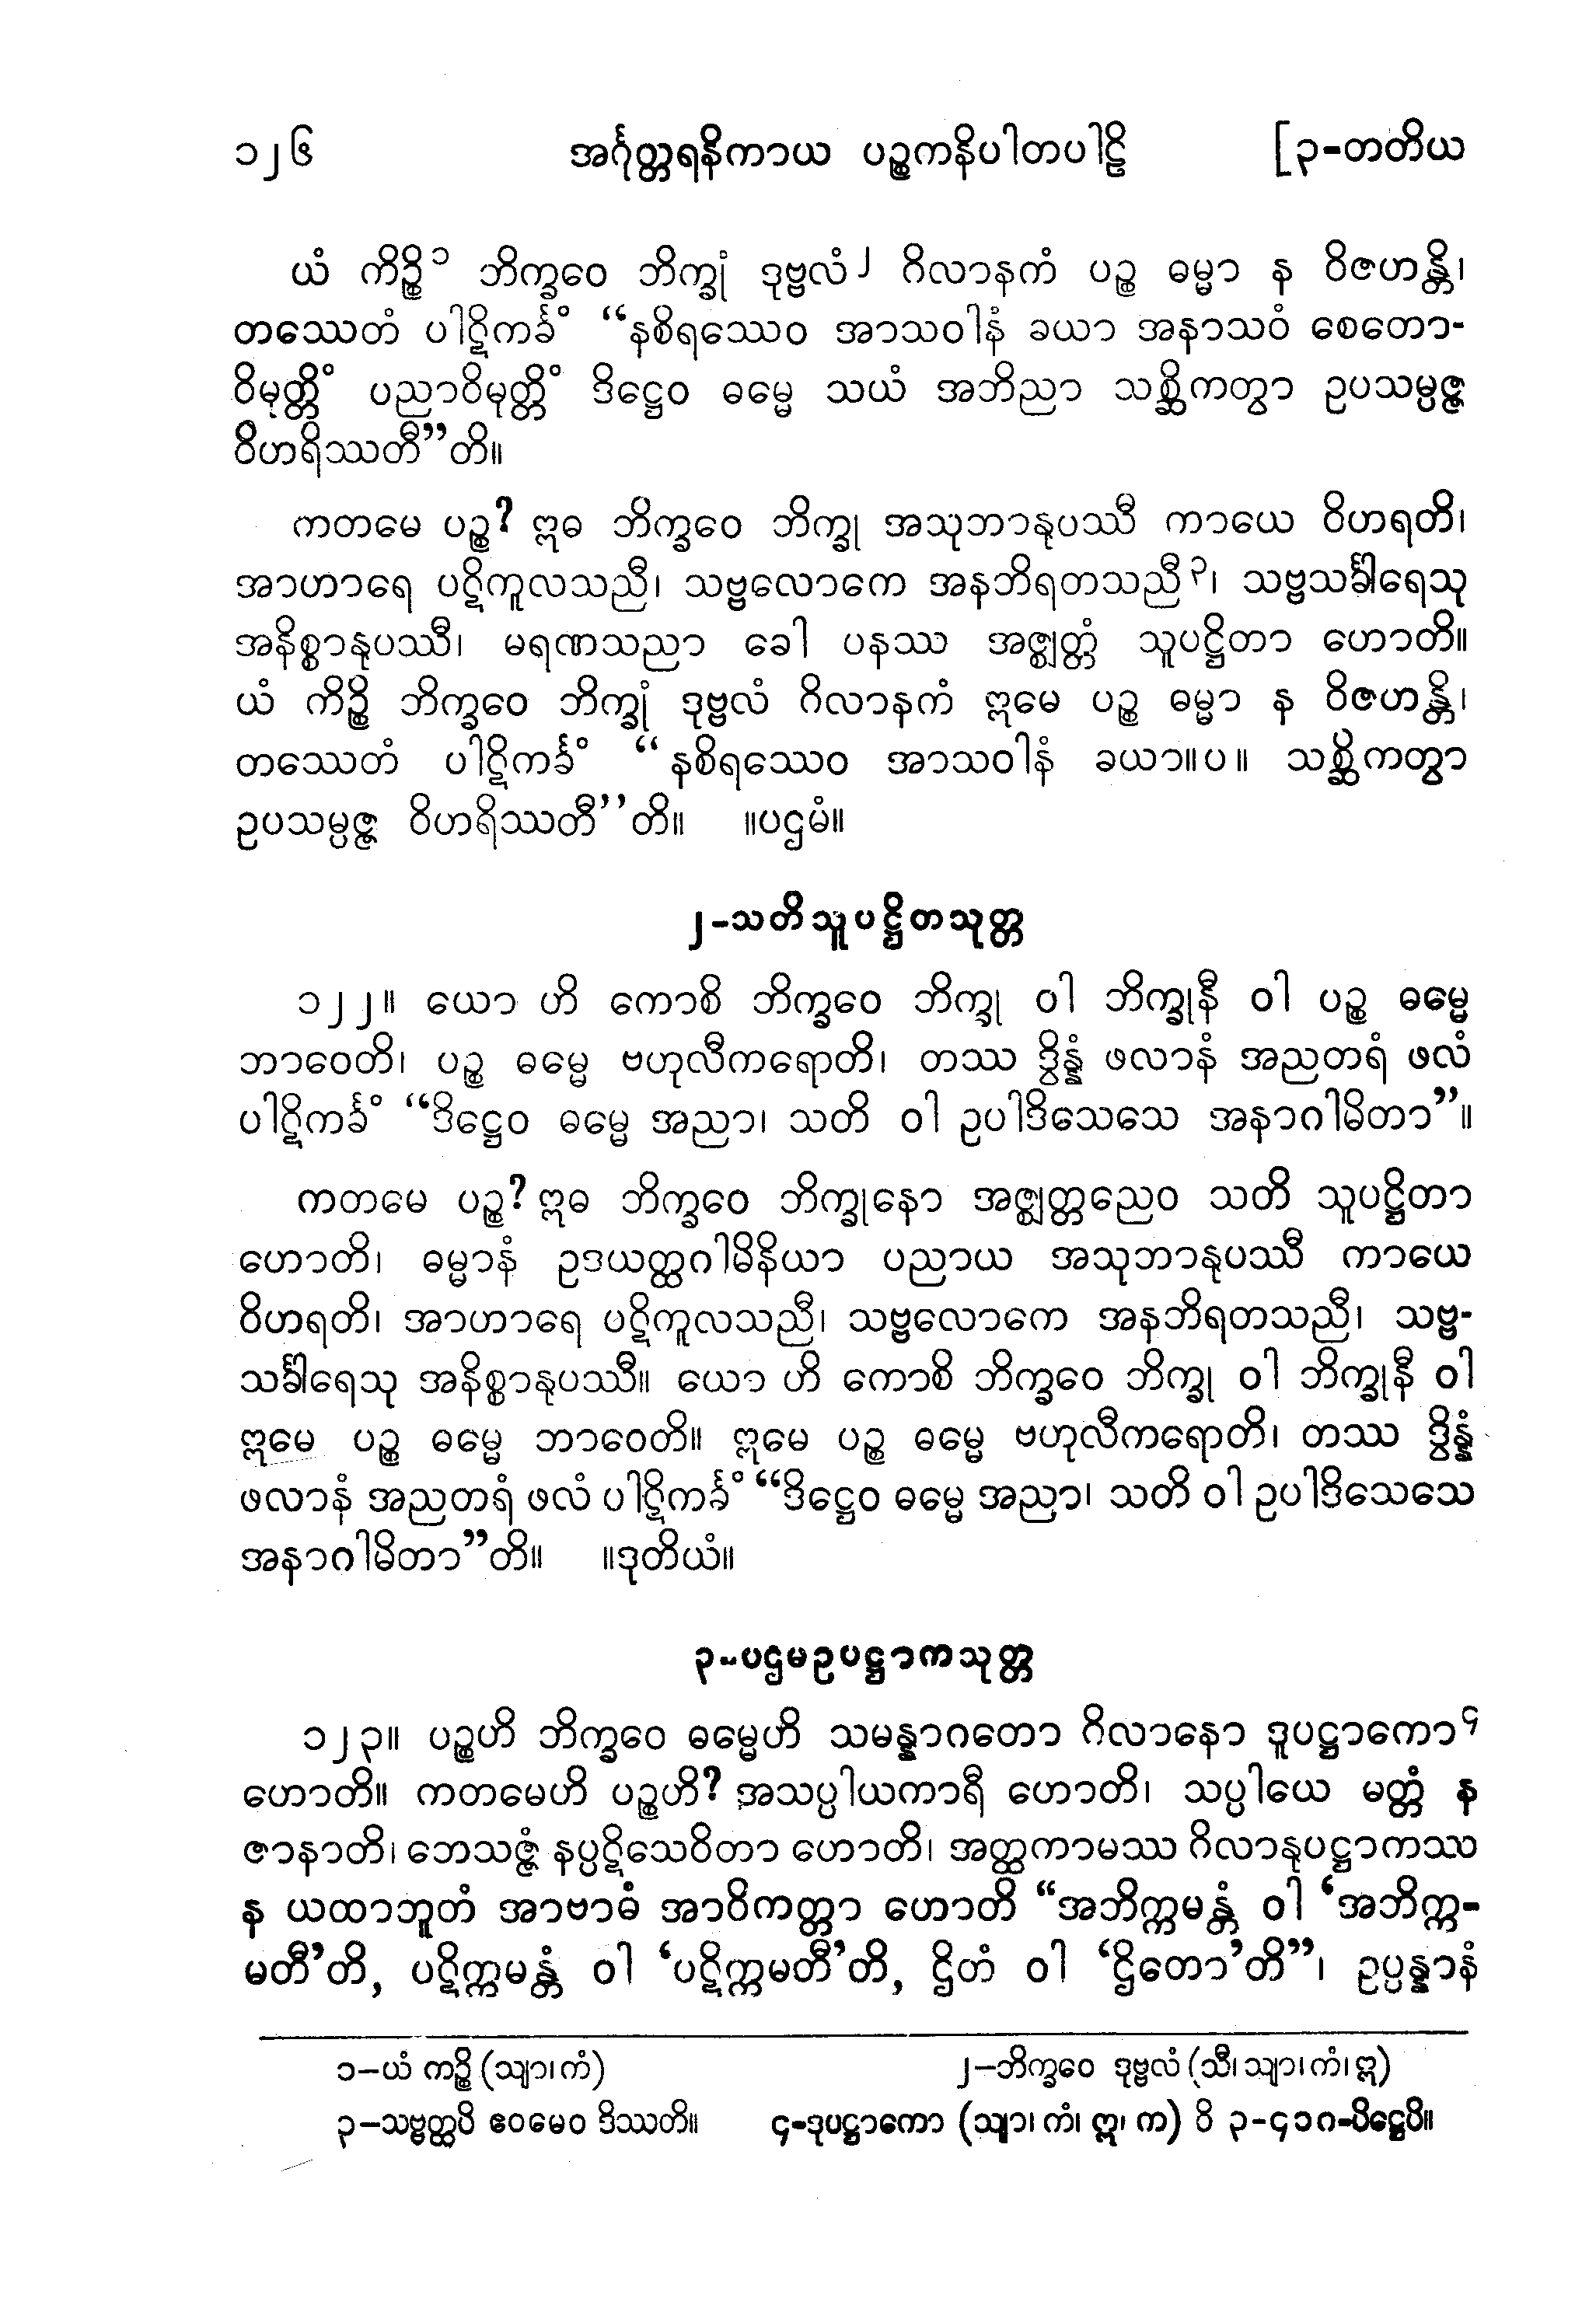 ၁၂၆ အင်္ဂုတ္တရနိကာယ ပဉ္စကနိပါတပါဠိ [၃-တတိယ
ယံ ကိဉ္စိ၁ ဘိက္ခဝေ ဘိက္ခုံ ဒုဗ္ဗလံ၂ ဂိလာနကံ ပဉ္စ ဓမ္မာ န ဝိဇဟန္တိ၊
တဿေတံ ပါဋိကင်္ခံ “နစိရဿေဝ အာသဝါနံ ခယာ အနာသဝံ စေတော-
ဝိမုတ္တိံ ပညာဝိမုတ္တိံ ဒိဋ္ဌေဝ ဓမ္မေ သယံ အဘိညာ သစ္ဆိကတွာ ဥပသမ္ပဇ္ဇ
ဝိဟရိဿတီ”တိ။
ကတမေ ပဉ္စ? ဣဓ ဘိက္ခဝေ ဘိက္ခု အသုဘာနုပဿီ ကာယေ ဝိဟရတိ၊
အာဟာရေ ပဋိကူလသညီ၊ သဗ္ဗလောကေ အနဘိရတသညီ၃၊ သဗ္ဗသင်္ခါရေသု
အနိစ္စာနုပဿီ၊ မရဏသညာ ခေါ ပနဿ အဇ္ဈတ္တံ သူပဋ္ဌိတာ ဟောတိ။
ယံ ကိဉ္စိ ဘိက္ခဝေ ဘိက္ခုံ ဒုဗ္ဗလံ ဂိလာနကံ ဣမေ ပဉ္စ ဓမ္မာ န ဝိဇဟန္တိ၊
တဿေတံ ပါဋိကင်္ခံ “နစိရဿေဝ အာသဝါနံ ခယာ။ပ။ သစ္ဆိကတွာ
ဥပသမ္ပဇ္ဇ ဝိဟရိဿတီ”တိ။ ။ပဌမံ။
၂-သတိသူပဋ္ဌိတသုတ္တ
၁၂၂။ ယော ဟိ ကောစိ ဘိက္ခဝေ ဘိက္ခု ဝါ ဘိက္ခုနီ ဝါ ပဉ္စ ဓမ္မေ
ဘာဝေတိ၊ ပဉ္စ ဓမ္မေ ဗဟုလီကရောတိ၊ တဿ ဒွိန္နံ ဖလာနံ အညတရံ ဖလံ
ပါဋိကင်္ခံ “ဒိဋ္ဌေဝ ဓမ္မေ အညာ၊ သတိ ဝါ ဥပါဒိသေသေ အနာဂါမိတာ”။
ကတမေ ပဉ္စ? ဣဓ ဘိက္ခဝေ ဘိက္ခုနော အဇ္ဈတ္တညေဝ သတိ သူပဋ္ဌိတာ
ဟောတိ၊ ဓမ္မာနံ ဥဒယတ္ထဂါမိနိယာ ပညာယ အသုဘာနုပဿီ ကာယေ
ဝိဟရတိ၊ အာဟာရေ ပဋိကူလသညီ၊ သဗ္ဗလောကေ အနဘိရတသညီ၊ သဗ္ဗ-
သင်္ခါရေသု အနိစ္စာနုပဿီ။ ယော ဟိ ကောစိ ဘိက္ခဝေ ဘိက္ခု ဝါ ဘိက္ခုနီ ဝါ
ဣမေ ပဉ္စ ဓမ္မေ ဘာဝေတိ။ ဣမေ ပဉ္စ ဓမ္မေ ဗဟုလီကရောတိ၊ တဿ ဒွိန္နံ
ဖလာနံ အညတရံ ဖလံ ပါဋိကင်္ခံ “ဒိဋ္ဌေဝ ဓမ္မေ အညာ၊ သတိ ဝါ ဥပါဒိသေသေ
အနာဂါမိတာ”တိ။ ။ဒုတိယံ။
၃-ပဌမဥပဋ္ဌာကသုတ္တ
၁၂၃။ ပဉ္စဟိ ဘိက္ခဝေ ဓမ္မေဟိ သမန္နာဂတော ဂိလာနော ဒူပဋ္ဌာကော၄
ဟောတိ။ ကတမေဟိ ပဉ္စဟိ? အသပ္ပါယကာရီ ဟောတိ၊ သပ္ပါယေ မတ္တံ န
ဇာနာတိ၊ ဘေသဇ္ဇံ နပ္ပဋိသေဝိတာ ဟောတိ၊ အတ္ထကာမဿ ဂိလာနုပဋ္ဌာကဿ
န ယထာဘူတံ အာဗာဓံ အာဝိကတ္တာ ဟောတိ “အဘိက္ကမန္တံ ဝါ ‘အဘိက္က-
မတီ’တိ, ပဋိက္ကမန္တံ ဝါ ‘ပဋိက္ကမတီ’တိ, ဌိတံ ဝါ ‘ဌိတော’တိ”၊ ဥပ္ပန္နာနံ
၁−ယံ ကဉ္စိ (သျာ၊ကံ) ၂−ဘိက္ခဝေ ဒုဗ္ဗလံ (သီ၊သျာ၊ကံ၊ဣ)
၃−သဗ္ဗတ္ထပိ ဧဝမေဝ ဒိဿတိ။ ၄-ဒုပဋ္ဌာကော (သျာ၊ ကံ၊ ဣ၊ က) ဝိ ၃-၄၁၈-ပိဋ္ဌေပိ။